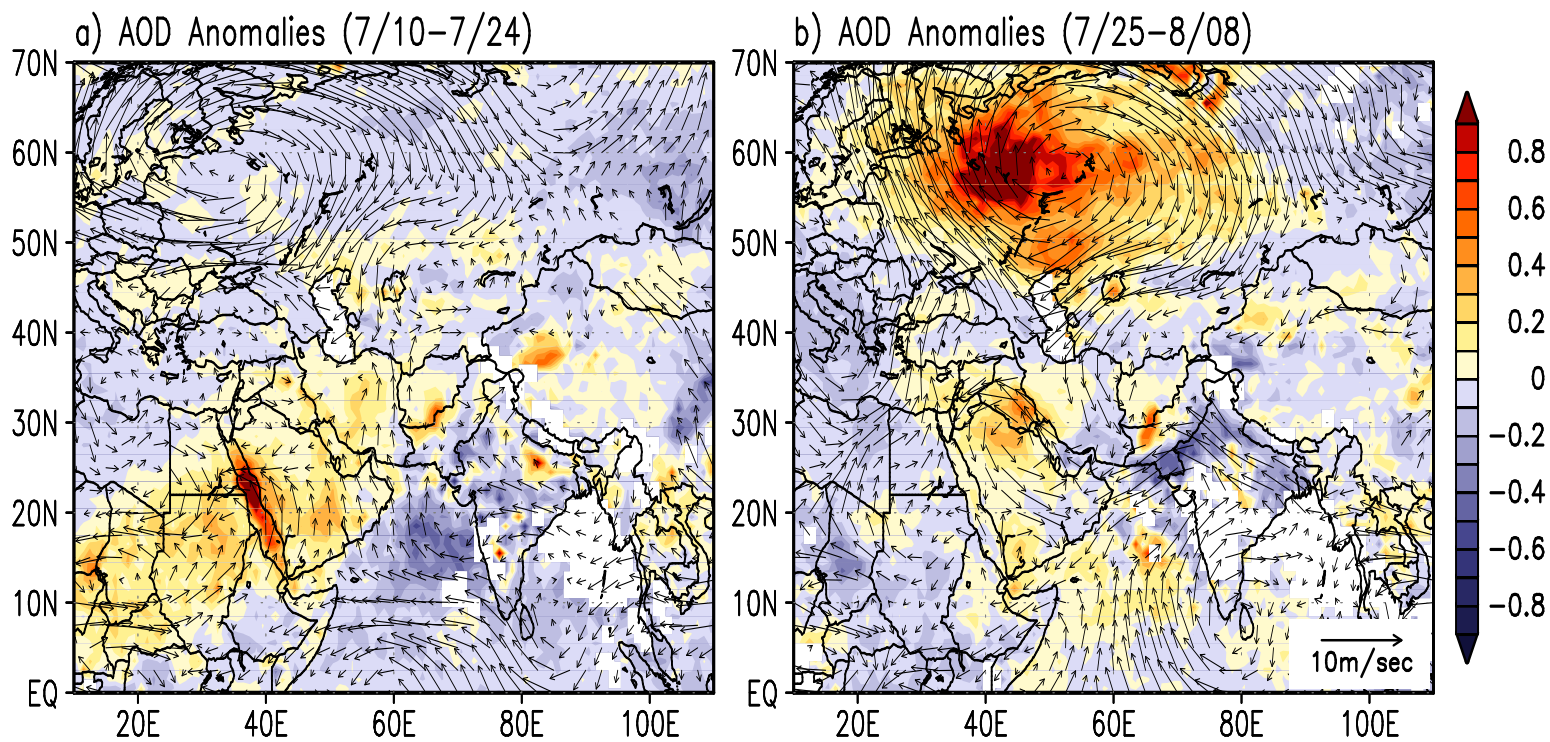 a) AOD Anomalies (7/10−7/24)
b) AOD Anomalies (7/25−8/08)
70N
60N
50N
40N
30N
20N
10N
EQ
20E
40E
60E
80E
100E
70N
60N
50N
40N
30N
20N
10N
EQ
20E
40E
60E
80E
100E
10m/sec
0.8
0.6
0.4
0.2
0
−0.2
−0.4
−0.6
−0.8